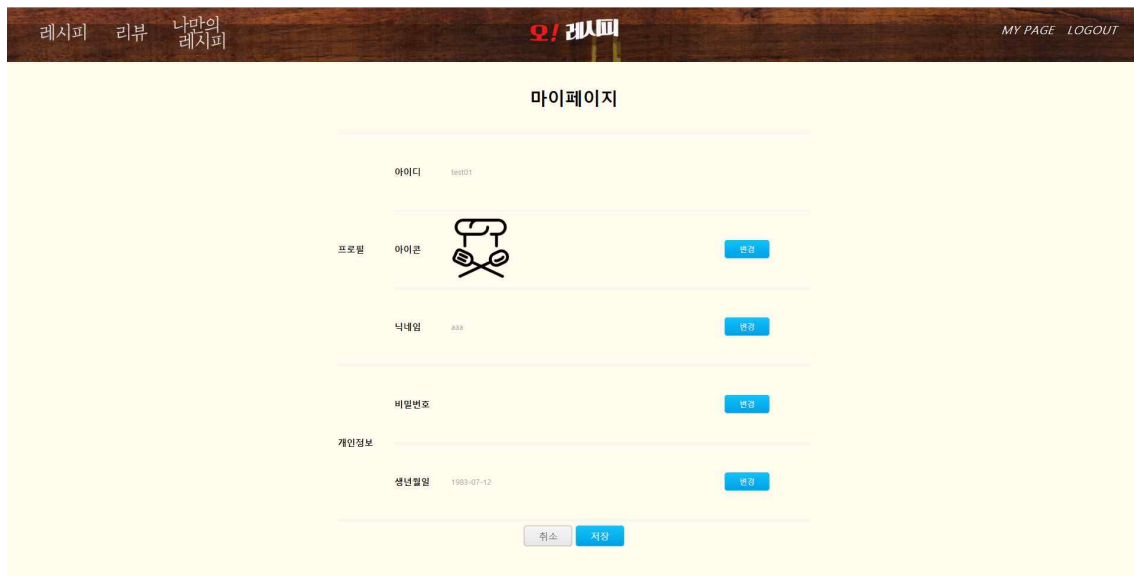 레시피
리뷰
나만의
레시피
오! 레시피
MY PAGE LOGOUT
마이페이지
아이디 test01
프로필 아이콘 변경
닉네임 aaa 변경
비밀번호 변경
개인정보
생년월일 1983-07-12 변경
취소 저장